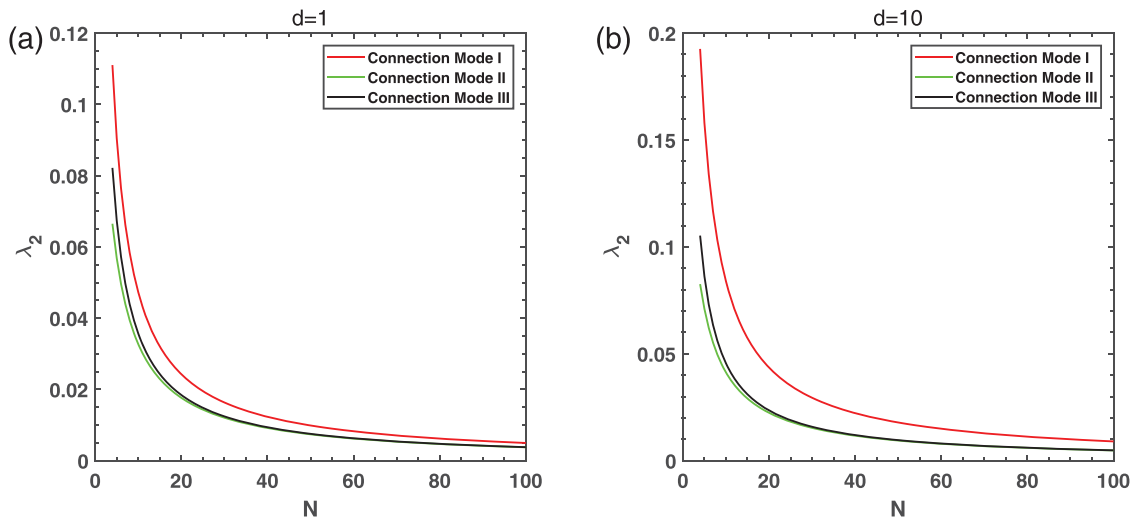 (a)
d=1
0.12
0.1
0.08
0.06
0.04
0.02
0
λ2
0 20 40 60 80 100
N
Connection Mode I
Connection Mode II
Connection Mode III
(b)
d=10
0.2
0.15
0.1
0.05
0
λ2
0 20 40 60 80 100
N
Connection Mode I
Connection Mode II
Connection Mode III